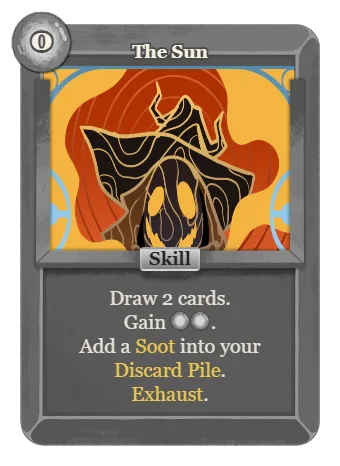 0
The Sun
Skill
Draw 2 cards.
Gain .
Add a Soot into your
Discard Pile.
Exhaust.